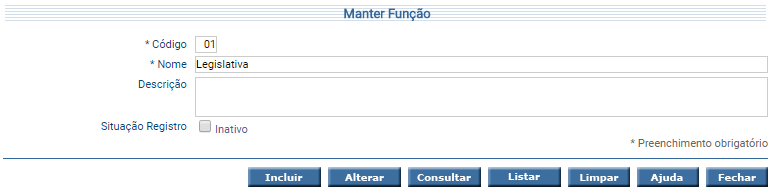 Manter Função
* Código 01
* Nome Legislativa
Descrição
Situação Registro Inativo
* Preenchimento obrigatório
Incluir Alterar Consultar Listar Limpar Ajuda Fechar